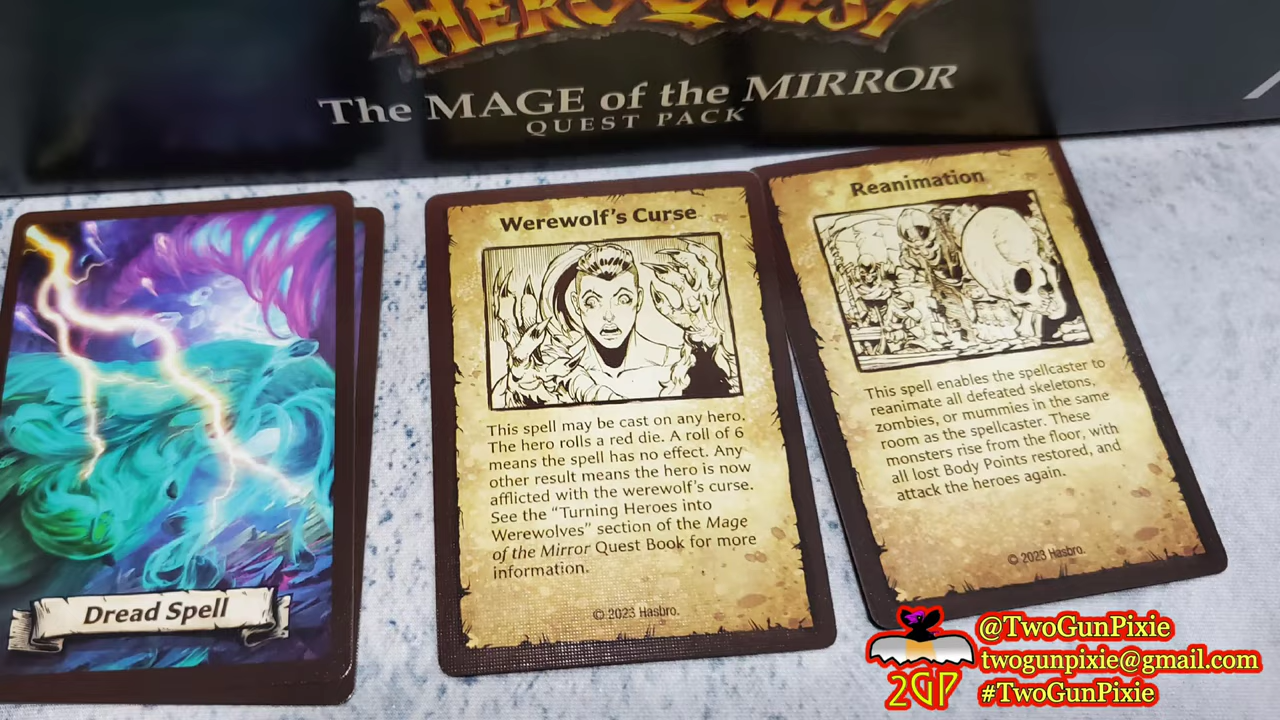 HEROQUEST
The MAGE of the MIRROR
QUEST PACK
Dread Spell
Werewolf's Curse
This spell may be cast on any hero.
The hero rolls a red die. A roll of 6
means the spell has no effect. Any
other result means the hero is now
afflicted with the werewolf's curse.
See the "Turning Heroes into
Werewolves" section of the Mage
of the Mirror Quest Book for more
information.
© 2023 Hasbro.
Reanimation
This spell enables the spellcaster to
reanimate all defeated skeletons,
zombies, or mummies in the same
room as the spellcaster. These
monsters rise from the floor, with
all lost Body Points restored, and
attack the heroes again.
© 2023 Hasbro.
2GP
@TwoGunPixie
twogunpixie@gmail.com
#TwoGunPixie